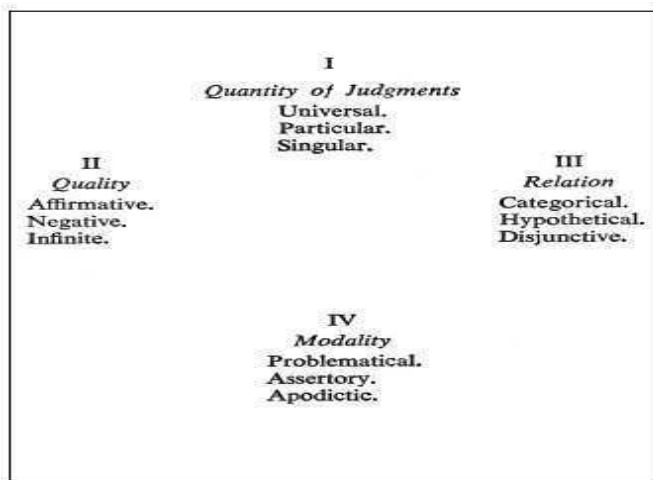 I
Quantity of Judgments
Universal.
Particular.
Singular.
II
Quality
Affirmative.
Negative.
Infinite.
III
Relation
Categorical.
Hypothetical.
Disjunctive.
IV
Modality
Problematical.
Assertory.
Apodictic.